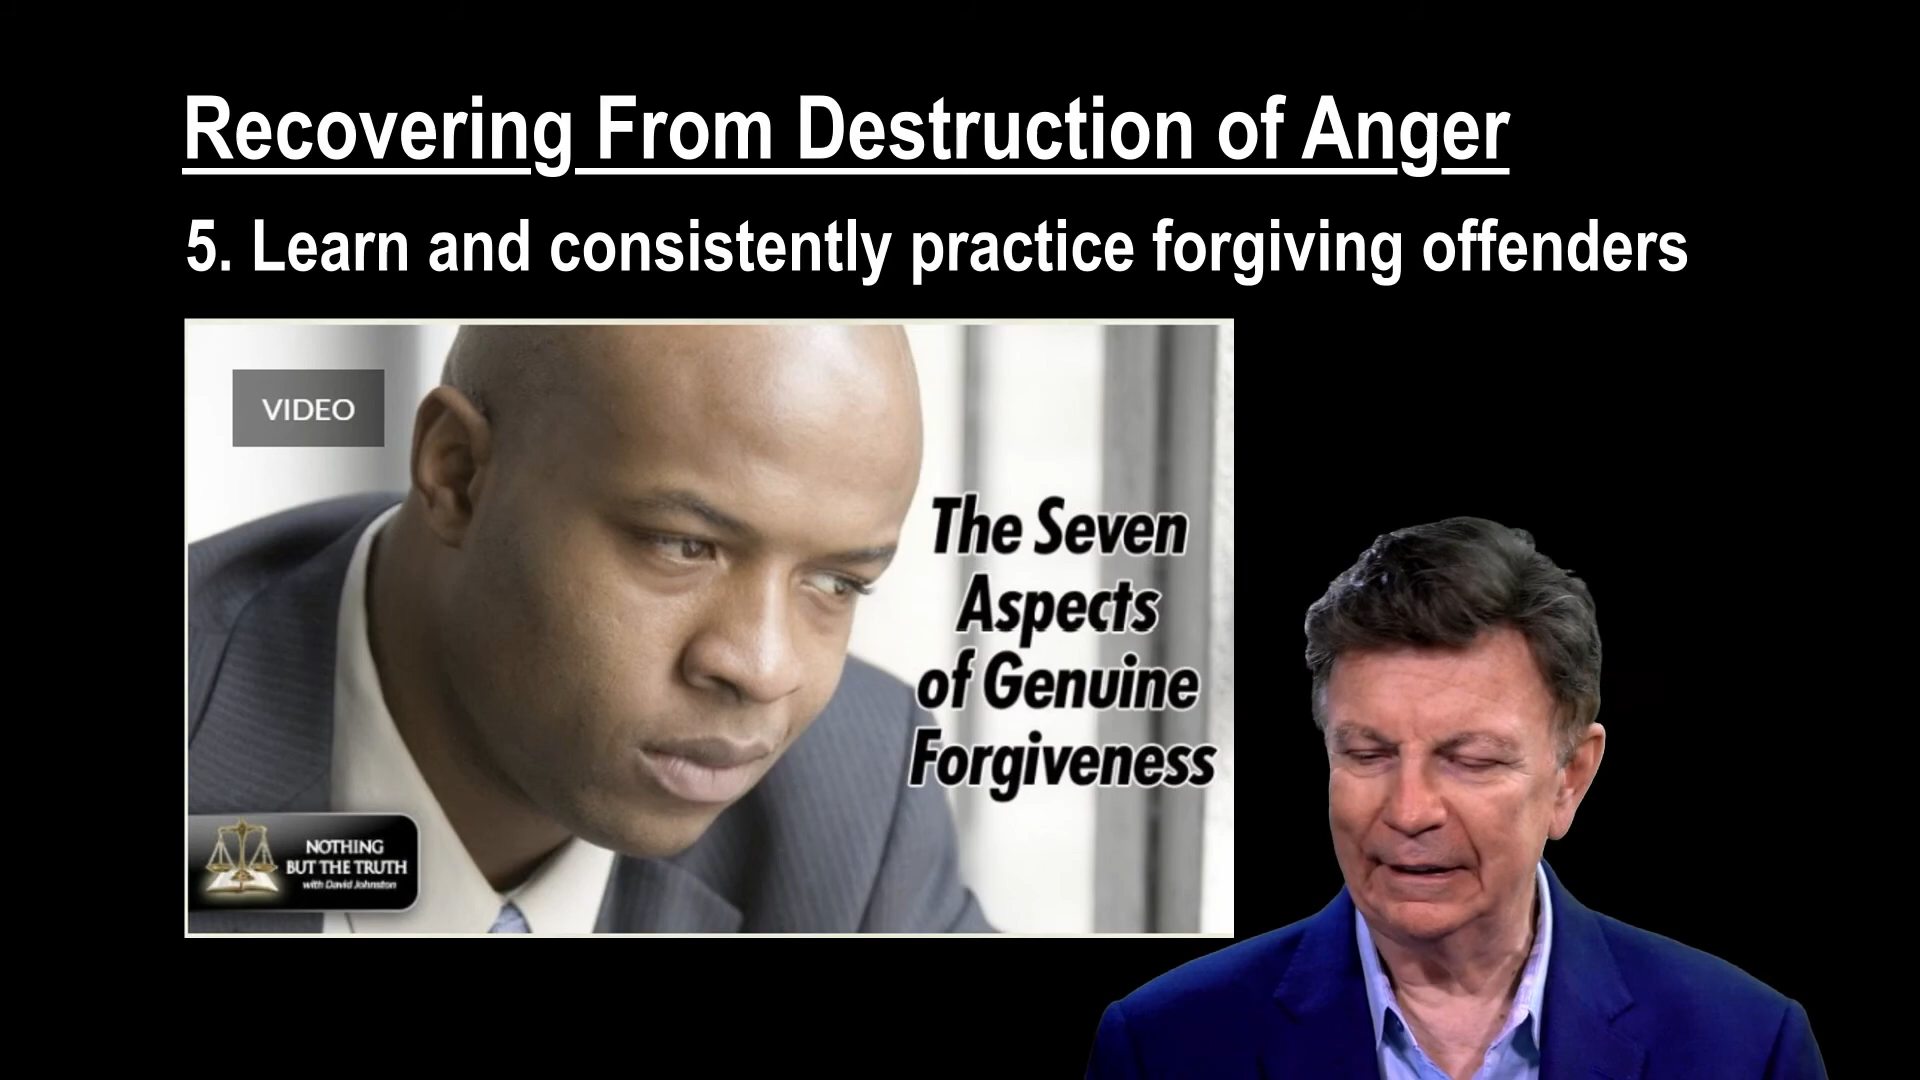 Recovering From Destruction of Anger
5. Learn and consistently practice forgiving offenders
VIDEO
The Seven
Aspects
of Genuine
Forgiveness
NOTHING
BUT THE TRUTH
with David Johnston